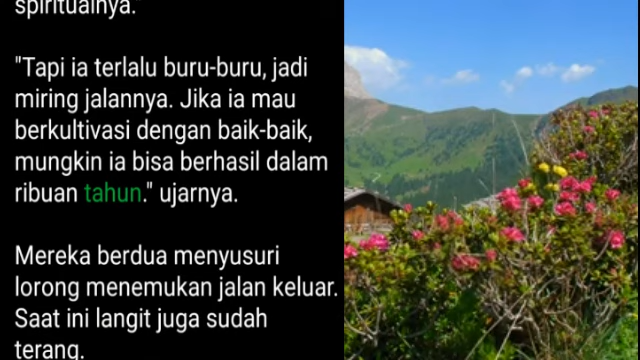 spiritualnya."
"Tapi ia terlalu buru-buru, jadi
miring jalannya. Jika ia mau
berkultivasi dengan baik-baik,
mungkin ia bisa berhasil dalam
ribuan tahun." ujarnya.
Mereka berdua menyusuri
lorong menemukan jalan keluar.
Saat ini langit juga sudah
terang.